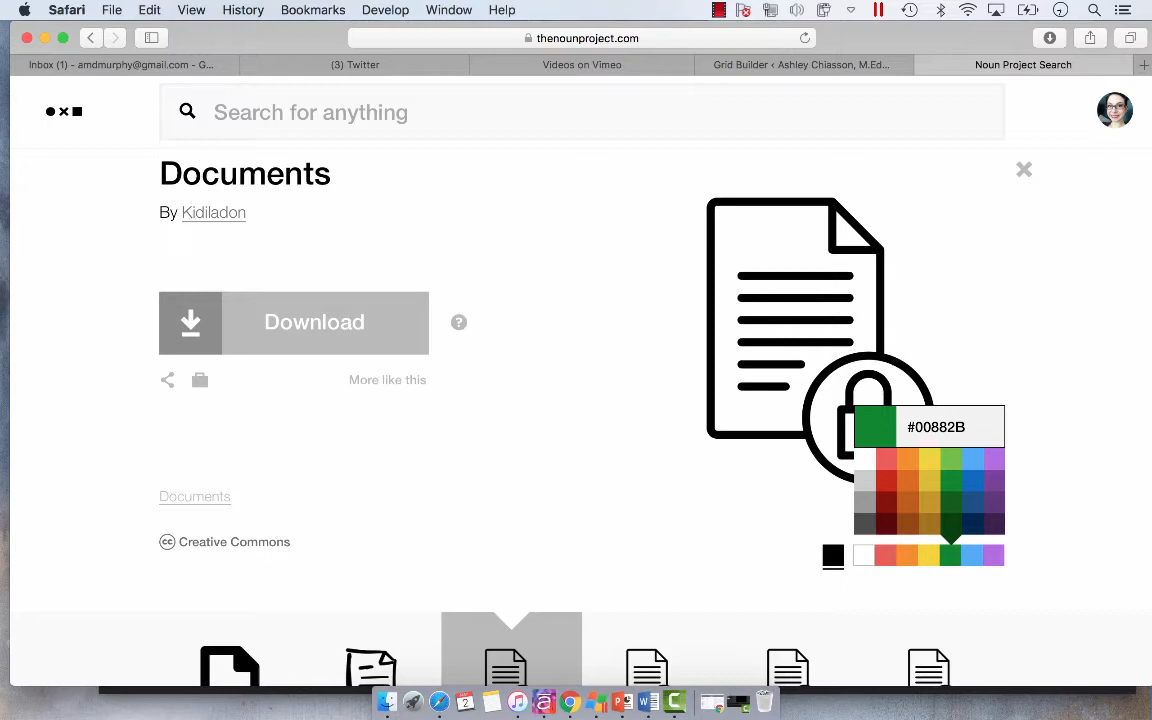 Safari File Edit View History Bookmarks Develop Window Help
thenounproject.com
Inbox (1) - amdmurphy@gmail.com - G...
(3) Twitter
Videos on Vimeo
Grid Builder ‹ Ashley Chiasson, M.Ed...
Noun Project Search
Search for anything
Documents
By Kidiladon
Download
?
More like this
#00882B
Documents
cc Creative Commons
2